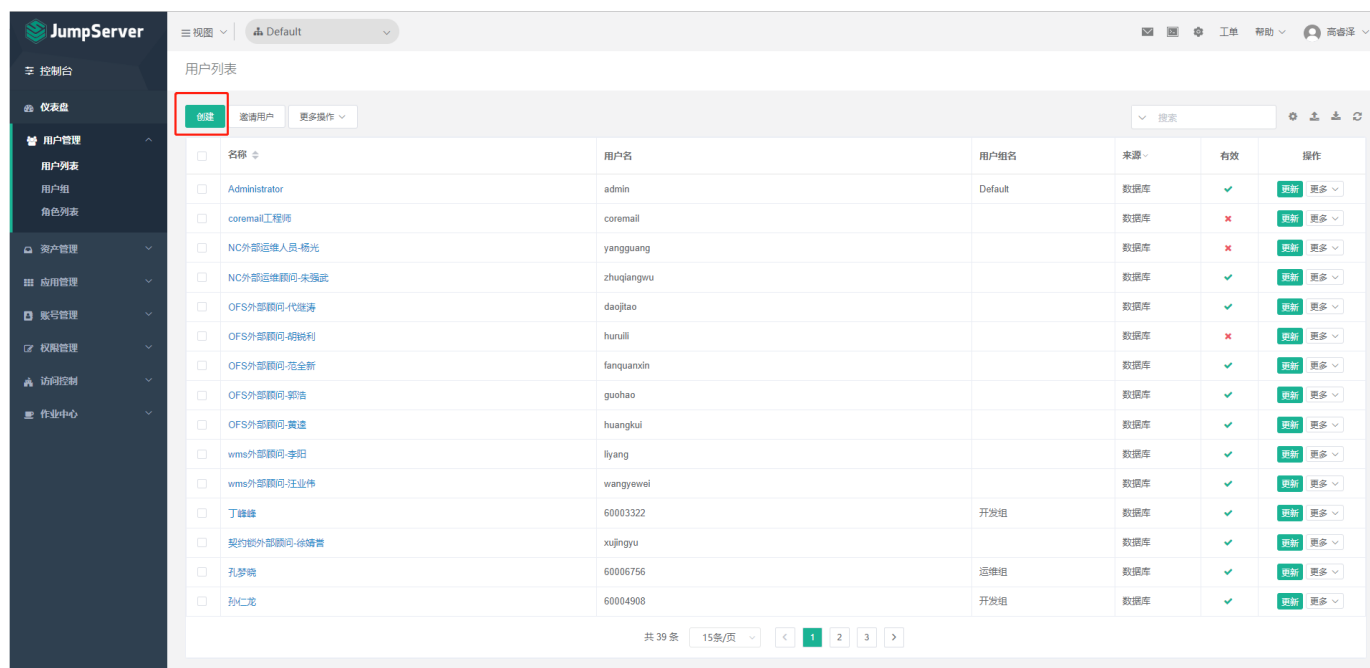 JumpServer
视图 Default 工单 帮助 高睿泽
控制台
用户列表
仪表盘
创建 邀请用户 更多操作 搜索
用户管理
用户列表
用户组
角色列表
资产管理
应用管理
账号管理
权限管理
访问控制
作业中心
名称 用户名 用户组名 来源 有效 操作
Administrator admin Default 数据库 更新 更多
coremail工程师 coremail 数据库 更新 更多
NC外部运维人员-杨光 yangguang 数据库 更新 更多
NC外部运维顾问-朱强武 zhuqiangwu 数据库 更新 更多
OFS外部顾问-代继涛 daojitao 数据库 更新 更多
OFS外部顾问-胡锐利 huruili 数据库 更新 更多
OFS外部顾问-范全新 fanquanxin 数据库 更新 更多
OFS外部顾问-郭浩 guohao 数据库 更新 更多
OFS外部顾问-黄逵 huangkui 数据库 更新 更多
wms外部顾问-李阳 liyang 数据库 更新 更多
wms外部顾问-汪业伟 wangyewei 数据库 更新 更多
丁峰峰 60003322 开发组 数据库 更新 更多
契约锁外部顾问-徐婧誉 xujingyu 数据库 更新 更多
孔梦晓 60006756 运维组 数据库 更新 更多
孙仁龙 60004908 开发组 数据库 更新 更多
共 39 条 15条/页 1 2 3